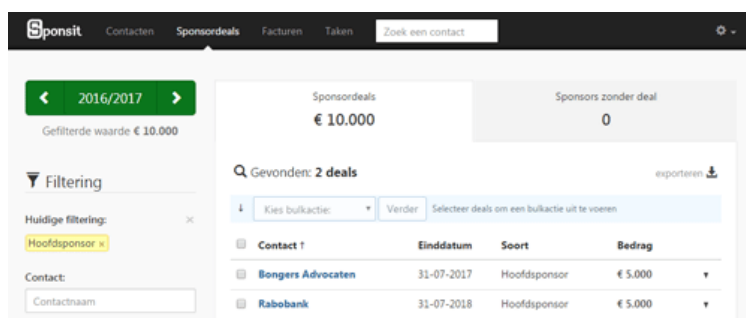 Sponsit Contacten Sponsordeals Facturen Taken Zoek een contact
2016/2017
Gefilterde waarde € 10.000
Sponsordeals
€ 10.000
Sponsors zonder deal
0
Filtering
Huidige filtering: ×
Hoofdsponsor ×
Contact:
Contactnaam
Gevonden: 2 deals exporteren
Kies bulkactie: Verder Selecteer deals om een bulkactie uit te voeren
Contact ↑ Einddatum Soort Bedrag
Bongers Advocaten 31-07-2017 Hoofdsponsor € 5.000
Rabobank 31-07-2018 Hoofdsponsor € 5.000